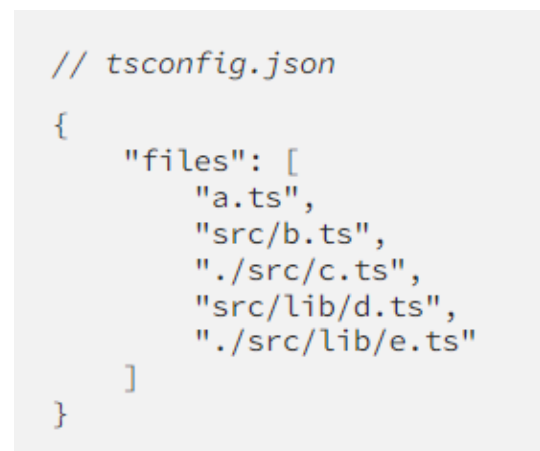 // tsconfig.json
{
    "files": [
        "a.ts",
        "src/b.ts",
        "./src/c.ts",
        "src/lib/d.ts",
        "./src/lib/e.ts"
    ]
}